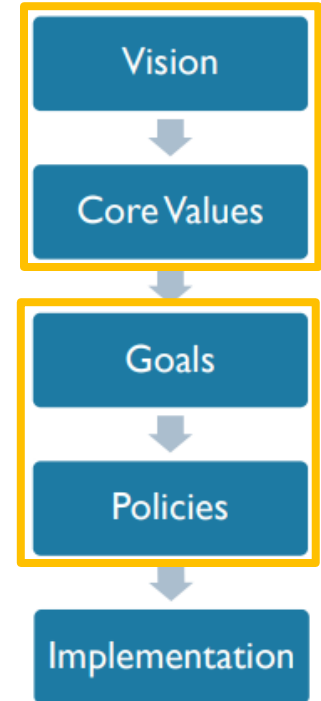 Vision
Core Values
Goals
Policies
Implementation